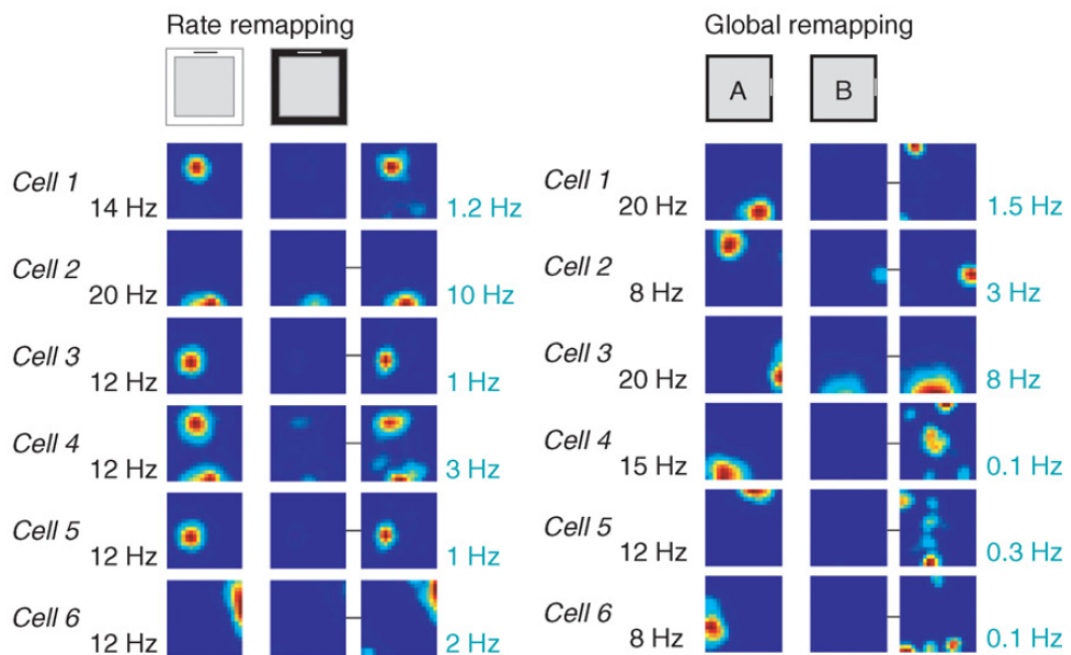 Rate remapping
Cell 1
14 Hz
1.2 Hz
Cell 2
20 Hz
10 Hz
Cell 3
12 Hz
1 Hz
Cell 4
12 Hz
3 Hz
Cell 5
12 Hz
1 Hz
Cell 6
12 Hz
2 Hz
Global remapping
A
B
Cell 1
20 Hz
1.5 Hz
Cell 2
8 Hz
3 Hz
Cell 3
20 Hz
8 Hz
Cell 4
15 Hz
0.1 Hz
Cell 5
12 Hz
0.3 Hz
Cell 6
8 Hz
0.1 Hz